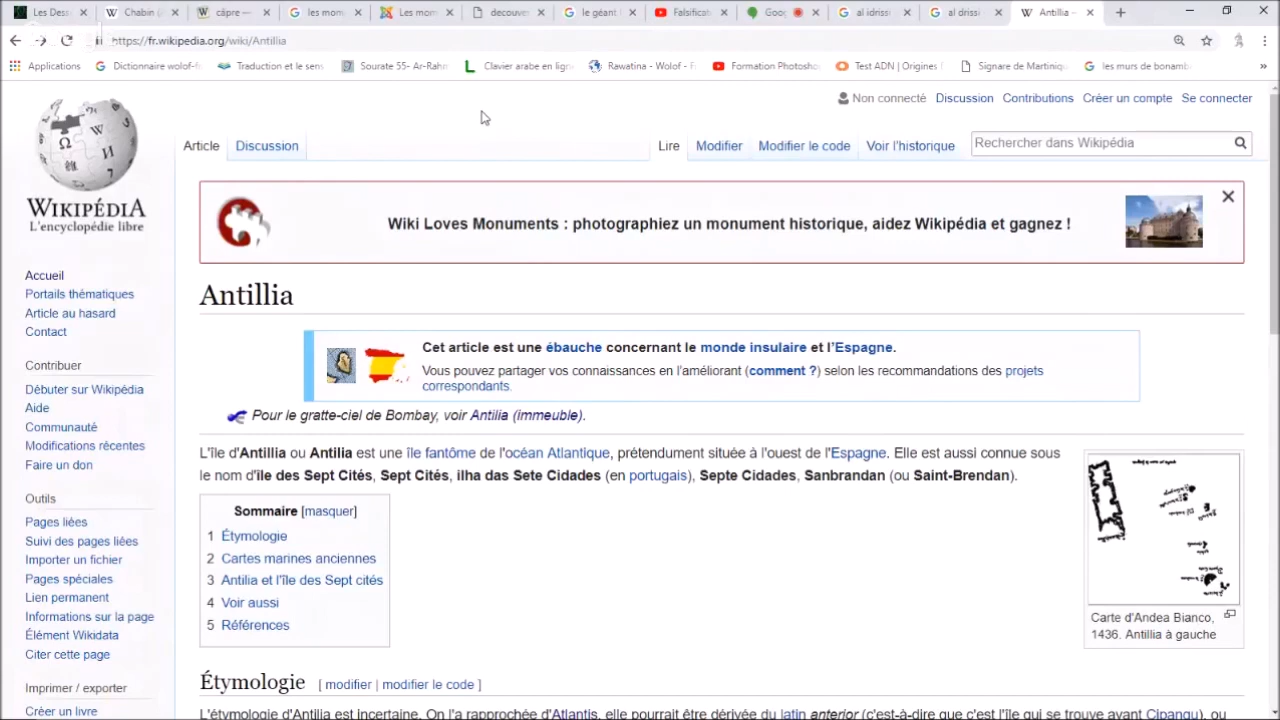 Les Dess
Chabin (
câpre —
les mom
Les mom
decouve
le géant
Falsificat
Goog
al idrissi
al drissi
Antillia –
https://fr.wikipedia.org/wiki/Antillia
Applications
Dictionnaire wolof-fr
Traduction et le sens
Sourate 55- Ar-Rahm
Clavier arabe en lign
Rawatina - Wolof - F
Formation Photosho
Test ADN | Origines
Signare de Martiniq
les murs de bonamb
»
Non connecté Discussion Contributions Créer un compte Se connecter
Article Discussion
Lire Modifier Modifier le code Voir l'historique
Rechercher dans Wikipédia
WIKIPÉDIA
L'encyclopédie libre
Wiki Loves Monuments : photographiez un monument historique, aidez Wikipédia et gagnez !
Accueil
Portails thématiques
Article au hasard
Contact
Contribuer
Débuter sur Wikipédia
Aide
Communauté
Modifications récentes
Faire un don
Outils
Pages liées
Suivi des pages liées
Importer un fichier
Pages spéciales
Lien permanent
Informations sur la page
Élément Wikidata
Citer cette page
Imprimer / exporter
Créer un livre
Antillia
Cet article est une ébauche concernant le monde insulaire et l'Espagne.
Vous pouvez partager vos connaissances en l'améliorant (comment ?) selon les recommandations des projets
correspondants.
Pour le gratte-ciel de Bombay, voir Antilia (immeuble).
L'île d'Antillia ou Antilia est une île fantôme de l'océan Atlantique, prétendument située à l'ouest de l'Espagne. Elle est aussi connue sous
le nom d'île des Sept Cités, Sept Cités, ilha das Sete Cidades (en portugais), Septe Cidades, Sanbrandan (ou Saint-Brendan).
Sommaire [masquer]
1 Étymologie
2 Cartes marines anciennes
3 Antilia et l'île des Sept cités
4 Voir aussi
5 Références
Carte d'Andea Bianco,
1436. Antillia à gauche
Étymologie [ modifier | modifier le code ]
L'étymologie d'Antilia est incertaine. On l'a rapprochée d'Atlantis, elle pourrait être dérivée du latin anterior (c'est-à-dire que c'est l'île qui se trouve avant Cipangu), ou